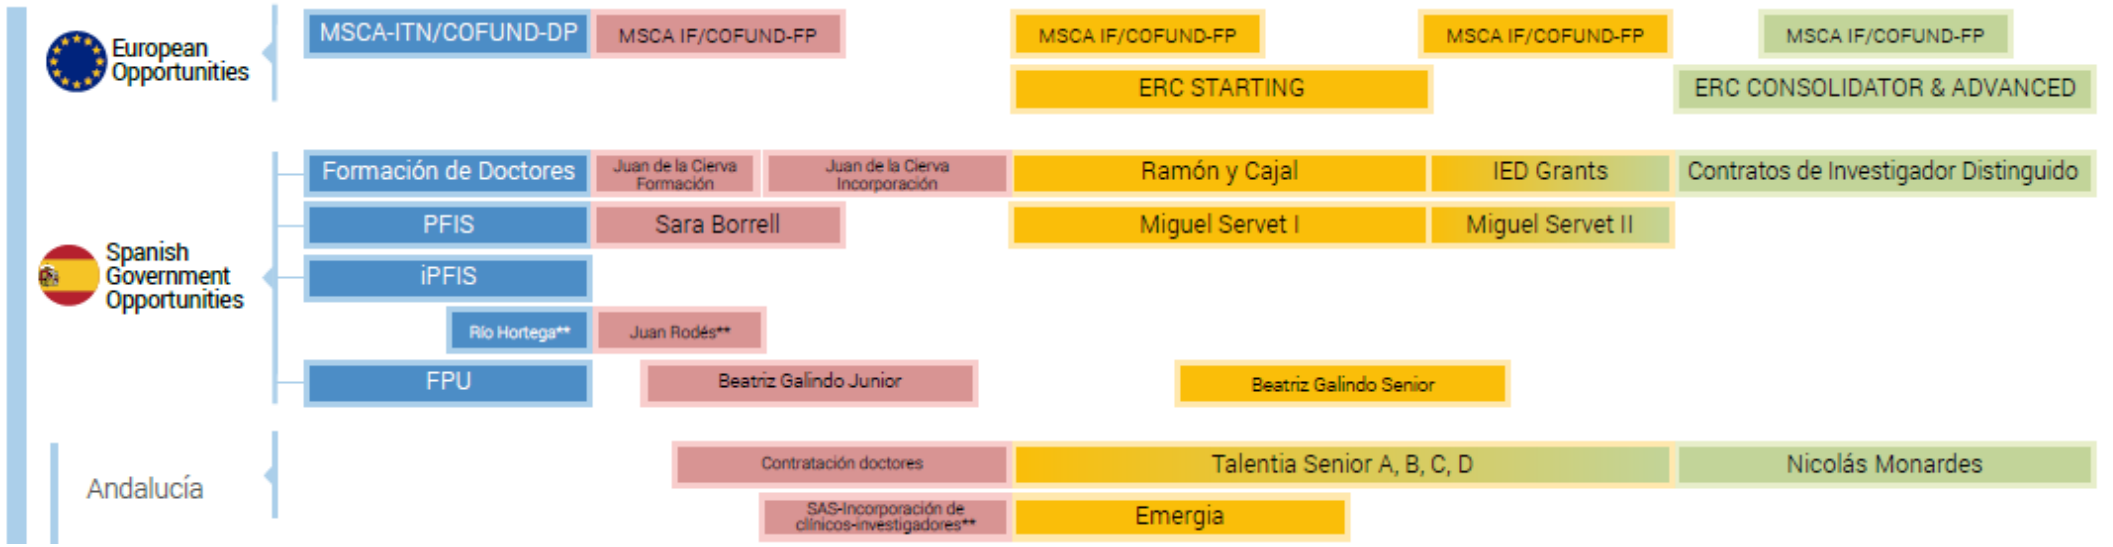 European
Opportunities
MSCA-ITN/COFUND-DP
MSCA IF/COFUND-FP
MSCA IF/COFUND-FP
MSCA IF/COFUND-FP
MSCA IF/COFUND-FP
ERC STARTING
ERC CONSOLIDATOR & ADVANCED
Spanish
Government
Opportunities
Formación de Doctores
Juan de la Cierva
Formación
Juan de la Cierva
Incorporación
Ramón y Cajal
IED Grants
Contratos de Investigador Distinguido
PFIS
Sara Borrell
Miguel Servet I
Miguel Servet II
iPFIS
Río Hortega**
Juan Rodés**
FPU
Beatriz Galindo Junior
Beatriz Galindo Senior
Andalucía
Contratación doctores
Talentia Senior A, B, C, D
Nicolás Monardes
SAS-Incorporación de
clínicos-investigadores**
Emergia